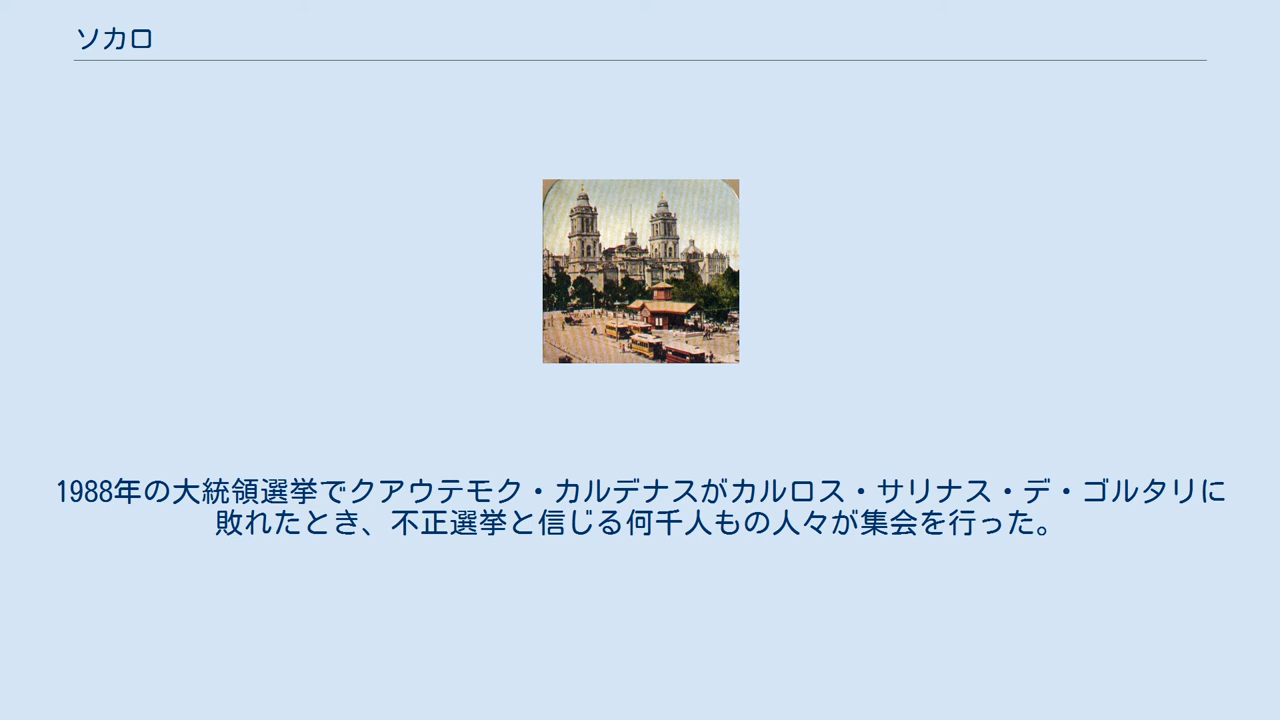 ソカロ
1988年の大統領選挙でクアウテモク・カルデナスがカルロス・サリナス・デ・ゴルタリに
敗れたとき、不正選挙と信じる何千人もの人々が集会を行った。